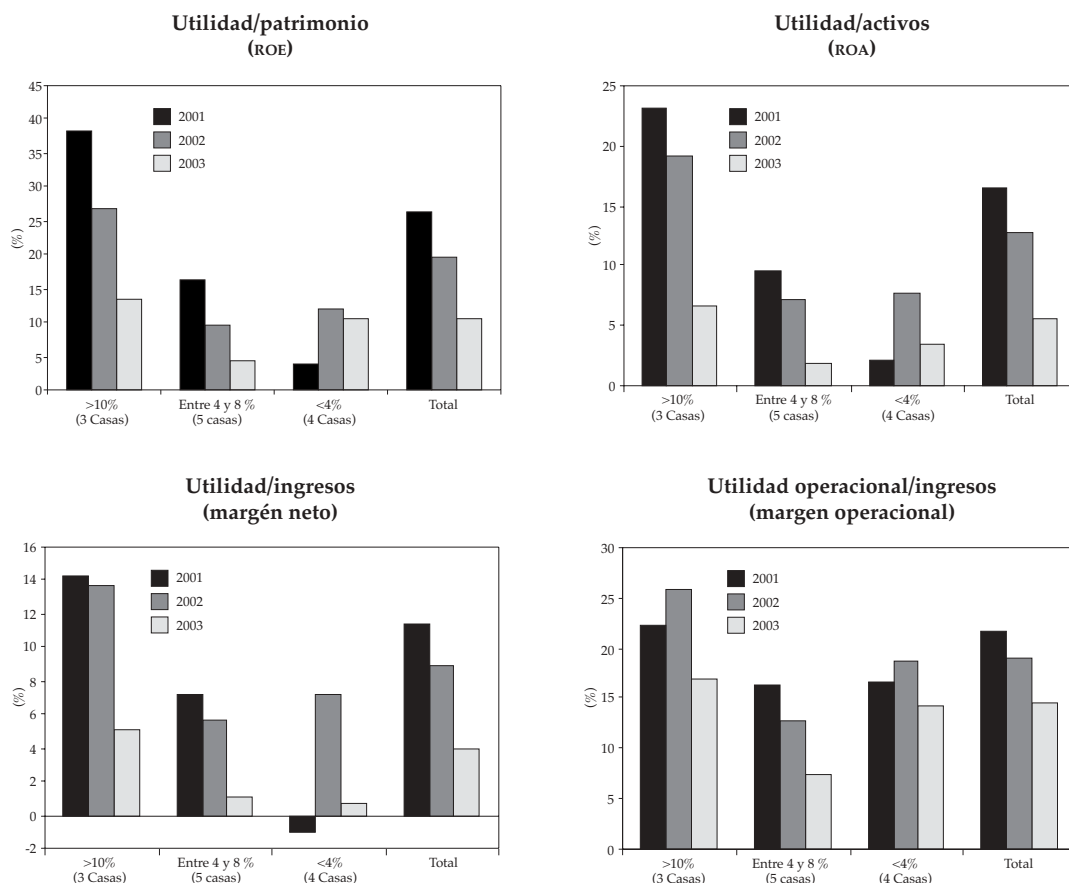 Utilidad/patrimonio
(ROE)
45
40
35
30
25
20
15
10
5
0
(%)
2001
2002
2003
>10%
(3 Casas)
Entre 4 y 8 %
(5 casas)
<4%
(4 Casas)
Total
Utilidad/activos
(ROA)
25
20
15
10
5
0
(%)
2001
2002
2003
>10%
(3 Casas)
Entre 4 y 8 %
(5 casas)
<4%
(4 Casas)
Total
Utilidad/ingresos
(margén neto)
16
14
12
10
8
6
4
2
0
-2
(%)
2001
2002
2003
>10%
(3 Casas)
Entre 4 y 8 %
(5 casas)
<4%
(4 Casas)
Total
Utilidad operacional/ingresos
(margen operacional)
30
25
20
15
10
5
0
(%)
2001
2002
2003
>10%
(3 Casas)
Entre 4 y 8 %
(5 casas)
<4%
(4 Casas)
Total